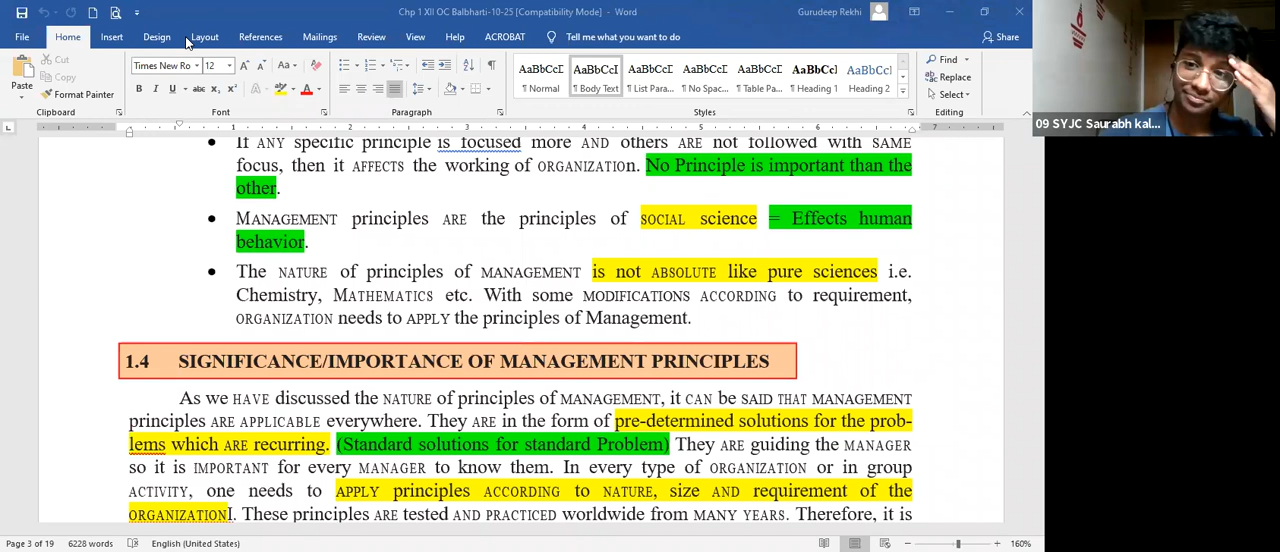 Chp 1 XII OC Balbharti-10-25 [Compatibility Mode] - Word
Gurudeep Rekhi
File Home Insert Design Layout References Mailings Review View Help ACROBAT Tell me what you want to do Share
Cut
Copy
Format Painter
Paste
Clipboard
Times New Ro 12
Font
Paragraph
AaBbCcI AaBbCcI AaBbCcI AaBbCcI AaBbCcI AaBbCcI AaBbCcI
¶ Normal ¶ Body Text ¶ List Para... ¶ No Spac... ¶ Table Par... ¶ Heading 1 Heading 2
Styles
Find
Replace
Select
Editing
09 SYJC Saurabh kal...
1 2 3 4 5 6 7
• If ANY specific principle is focused more AND others ARE not followed with SAME
focus, then it AFFECTS the working of ORGANIZATIOn. No Principle is important than the
other.
• MANAGEMENT principles ARE the principles of SOCIAL science = Effects human
behavior.
• The NATURE of principles of MANAGEMENT is not ABSOLUTE like pure sciences i.e.
Chemistry, MATHEMATICS etc. With some MODIFICATIONS ACCORDING to requirement,
ORGANIZATION needs to APPLY the principles of Management.
1.4 SIGNIFICANCE/IMPORTANCE OF MANAGEMENT PRINCIPLES
As we HAVE discussed the NATURE of principles of MANAGEMENT, it CAN be SAID THAT MANAGEMENT
principles ARE APPLICABLE everywhere. They ARE in the form of pre-determined solutions for the prob-
lems which ARE recurring. (Standard solutions for standard Problem) They ARE guiding the MANAGER
so it is IMPORTANT for every MANAGER to know them. In every type of ORGANIZATION or in group
ACTIVITY, one needs to APPLY principles ACCORDING to NATURE, size AND requirement of the
ORGANIZATION. These principles ARE tested AND PRACTICED worldwide from MANY YEARS. Therefore, it is
Page 3 of 19 6228 words English (United States) 160%